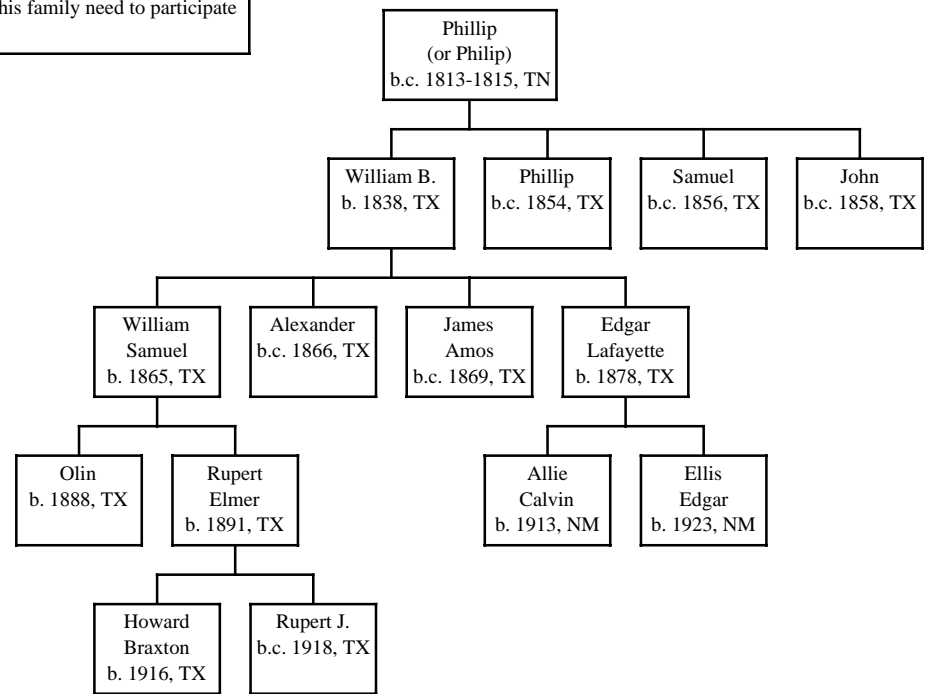 his family need to participate
Phillip
(or Philip)
b.c. 1813-1815, TN
William B.
b. 1838, TX
Phillip
b.c. 1854, TX
Samuel
b.c. 1856, TX
John
b.c. 1858, TX
William
Samuel
b. 1865, TX
Alexander
b.c. 1866, TX
James
Amos
b.c. 1869, TX
Edgar
Lafayette
b. 1878, TX
Olin
b. 1888, TX
Rupert
Elmer
b. 1891, TX
Allie
Calvin
b. 1913, NM
Ellis
Edgar
b. 1923, NM
Howard
Braxton
b. 1916, TX
Rupert J.
b.c. 1918, TX